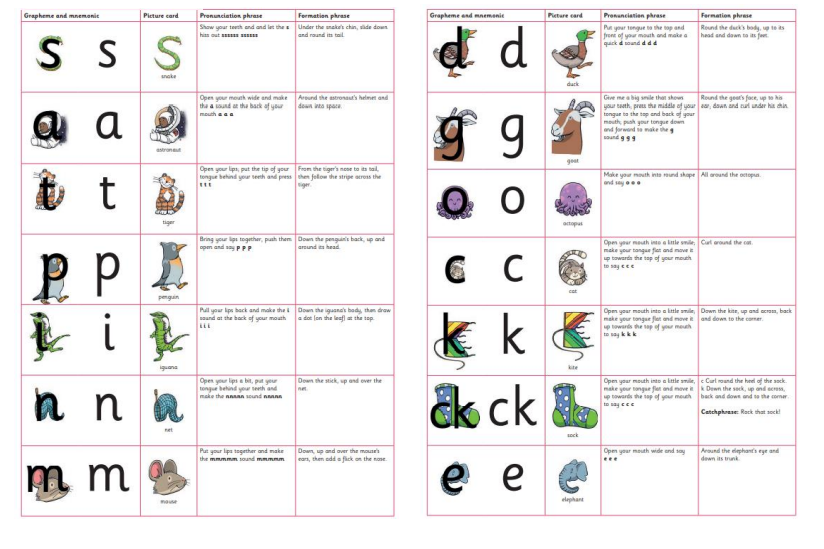 Grapheme and mnemonic Picture card Pronunciation phrase Formation phrase
s s
snake
Show your teeth and and let the s
hiss out ssssss ssssss
Under the snake's chin, slide down
and round its tail.
a a
astronaut
Open your mouth wide and make
the a sound at the back of your
mouth a a a
Around the astronaut's helmet and
down into space.
t t
tiger
Open your lips; put the tip of your
tongue behind your teeth and press
t t t
From the tiger's nose to its tail,
then follow the stripe across the
tiger.
p p
penguin
Bring your lips together, push them
open and say p p p
Down the penguin's back, up and
around its head.
i i
iguana
Pull your lips back and make the i
sound at the back of your mouth
i i i
Down the iguana's body, then draw
a dot (on the leaf) at the top.
n n
net
Open your lips a bit, put your
tongue behind your teeth and
make the nnnnn sound nnnnn
Down the stick, up and over the
net.
m m
mouse
Put your lips together and make
the mmmmm sound mmmmm
Down, up and over the mouse's
ears, then add a flick on the nose.
Grapheme and mnemonic Picture card Pronunciation phrase Formation phrase
d d
duck
Put your tongue to the top and
front of your mouth and make a
quick d sound d d d
Round the duck's body, up to its
head and down to its feet.
g g
goat
Give me a big smile that shows
your teeth, press the middle of your
tongue to the top and back of your
mouth; push your tongue down
and forward to make the g
sound g g g
Round the goat's face, up to his
ear, down and curl under his chin.
o o
octopus
Make your mouth into round shape
and say o o o
All around the octopus.
c c
cat
Open your mouth into a little smile;
make your tongue flat and move it
up towards the top of your mouth
to say c c c
Curl around the cat.
k k
kite
Open your mouth into a little smile;
make your tongue flat and move it
up towards the top of your mouth
to say k k k
Down the kite, up and across, back
and down to the corner.
ck ck
sock
Open your mouth into a little smile;
make your tongue flat and move it
up towards the top of your mouth
to say c c c
c Curl round the heel of the sock.
k Down the sock, up and across,
back and down and to the corner.
Catchphrase: Rock that sock!
e e
elephant
Open your mouth wide and say
e e e
Around the elephant's eye and
down its trunk.